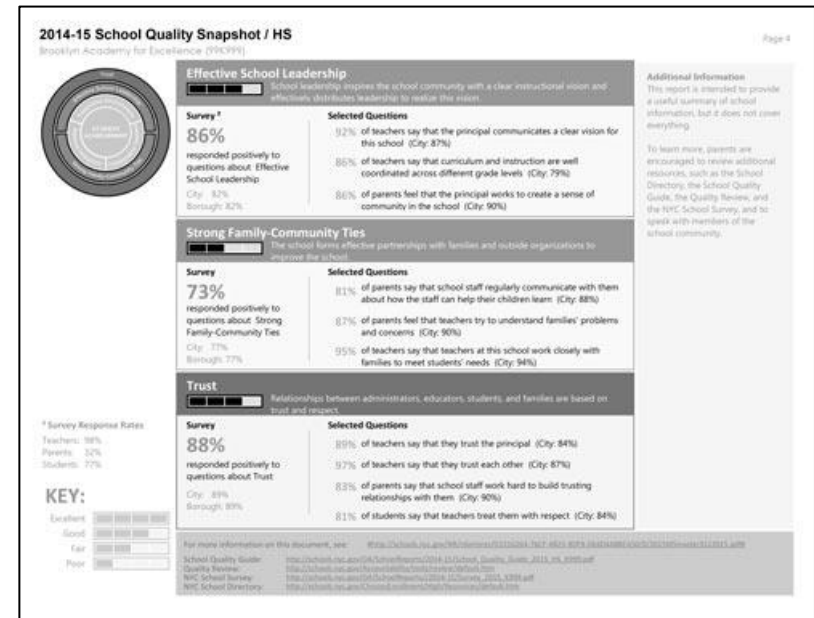 2014-15 School Quality Snapshot / HS
Page 4
Brooklyn Academy for Excellence (99K999)
Effective School Leadership
School leadership inspires the school community with a clear instructional vision and
effectively distributes leadership to realize this vision.
Survey
86%
responded positively to
questions about Effective
School Leadership
City: 82%
Borough: 82%
Selected Questions
92% of teachers say that the principal communicates a clear vision for
this school (City: 87%)
86% of teachers say that curriculum and instruction are well
coordinated across different grade levels (City: 79%)
86% of parents feel that the principal works to create a sense of
community in the school (City: 90%)
Additional Information
This report is intended to provide
a useful summary of school
information, but it does not cover
everything.
To learn more, parents are
encouraged to review additional
resources, such as the School
Directory, the School Quality
Guide, the Quality Review, and
the NYC School Survey, and to
speak with members of the
school community.
Strong Family-Community Ties
The school forms effective partnerships with families and outside organizations to
improve the school.
Survey
73%
responded positively to
questions about Strong
Family-Community Ties
City: 77%
Borough: 77%
Selected Questions
81% of parents say that school staff regularly communicate with them
about how the staff can help their children learn (City: 88%)
87% of parents feel that teachers try to understand families' problems
and concerns (City: 90%)
95% of teachers say that teachers at this school work closely with
families to meet students' needs (City: 94%)
Trust
Relationships between administrators, educators, students, and families are based on
trust and respect.
Survey
88%
responded positively to
questions about Trust
City: 89%
Borough: 89%
Selected Questions
89% of teachers say that they trust the principal (City: 84%)
97% of teachers say that they trust each other (City: 87%)
83% of parents say that school staff work hard to build trusting
relationships with them (City: 90%)
81% of students say that teachers treat them with respect (City: 84%)
Survey Response Rates
Teachers: 98%
Parents: 32%
Students: 77%
KEY:
Excellent
Good
Fair
Poor
For more information on this document, see:
School Quality Guide:
Quality Review:
NYC School Survey:
NYC School Directory: